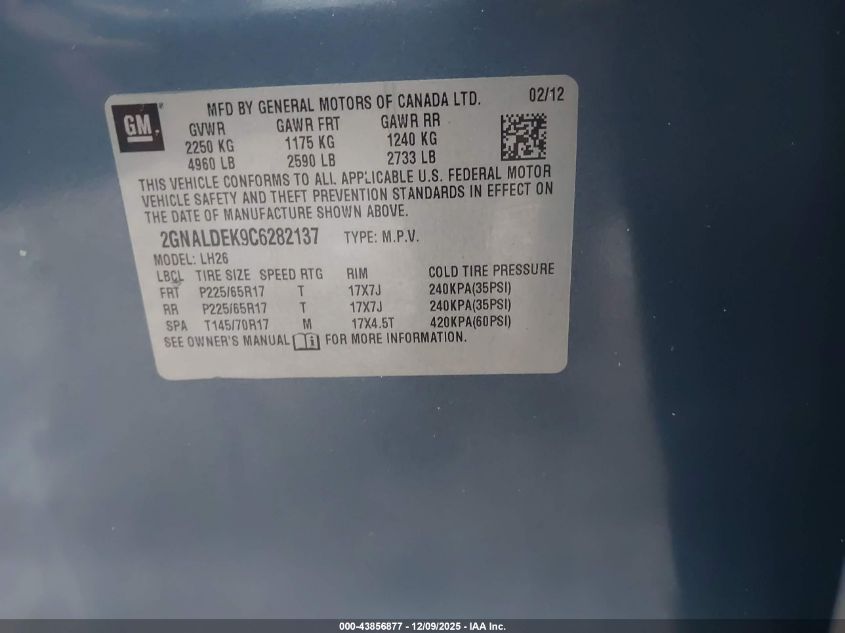 GM
MFD BY GENERAL MOTORS OF CANADA LTD. 02/12
GVWR GAWR FRT GAWR RR
2250 KG 1175 KG 1240 KG
4960 LB 2590 LB 2733 LB
THIS VEHICLE CONFORMS TO ALL APPLICABLE U.S. FEDERAL MOTOR
VEHICLE SAFETY AND THEFT PREVENTION STANDARDS IN EFFECT ON
THE DATE OF MANUFACTURE SHOWN ABOVE.
2GNALDEK9C6282137 TYPE: M.P.V.
MODEL: LH26
LBCL TIRE SIZE SPEED RTG RIM COLD TIRE PRESSURE
FRT P225/65R17 T 17X7J 240KPA(35PSI)
RR P225/65R17 T 17X7J 240KPA(35PSI)
SPA T145/70R17 M 17X4.5T 420KPA(60PSI)
SEE OWNER'S MANUAL FOR MORE INFORMATION.
000-43856877 - 12/09/2025 - IAA Inc.